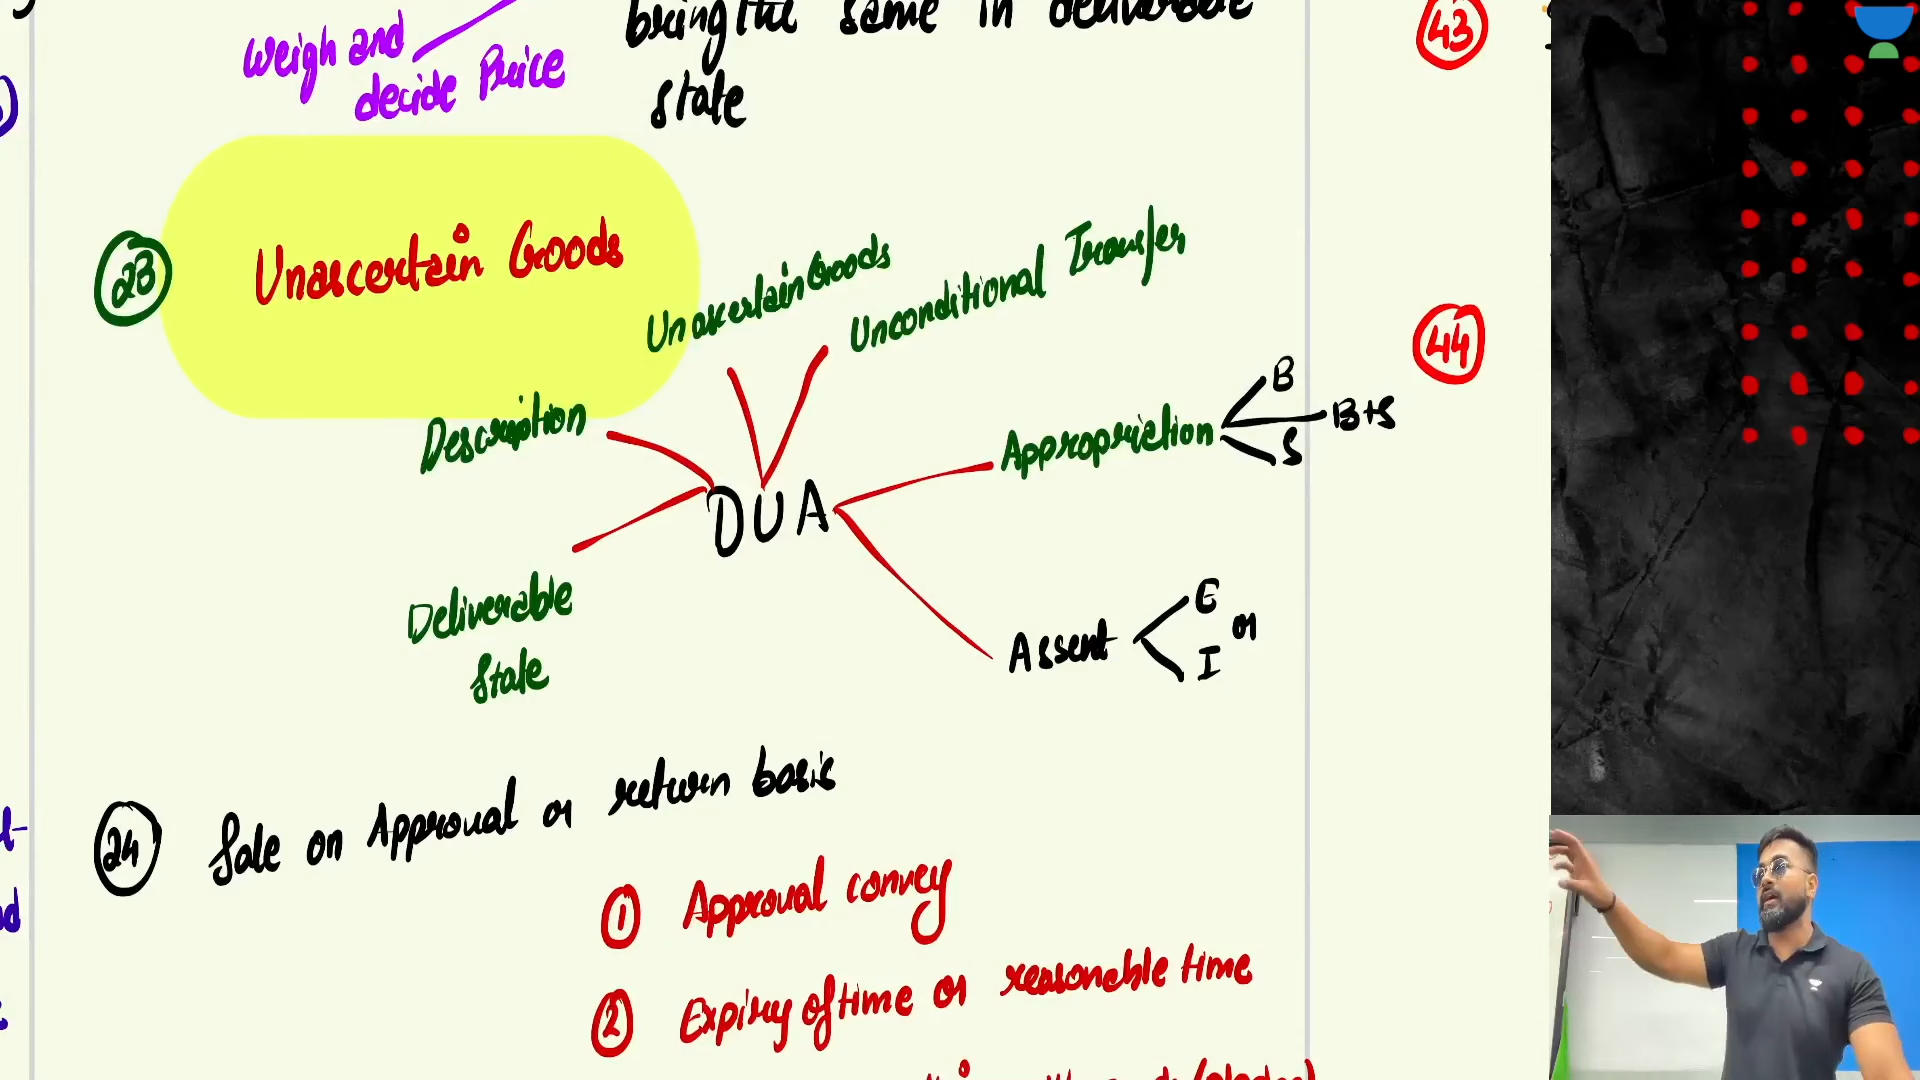 being the same in deliverable
state
Weigh and
decide Price
43
23
Unascertain Goods
Unascertain Goods
Unconditional Transfer
44
Description
DUA
Appropriation
B
B+S
S
Deliverable
State
Assent
E
or
I
24
Sale on Approval or return basis
1 Approval convey
2 Expiry of time or reasonable time